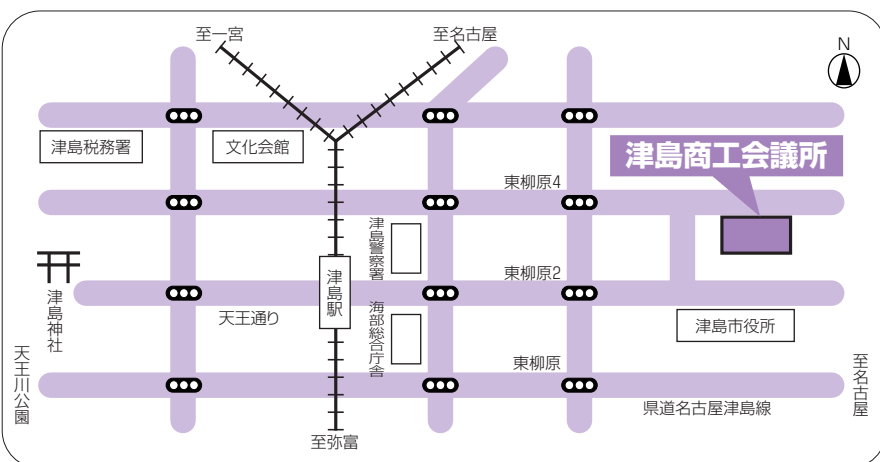 至一宮
至名古屋
N
津島税務署
文化会館
津島商工会議所
東柳原4
津島警察署
津島駅
東柳原2
津島神社
天王通り
海部総合庁舎
津島市役所
天王川公園
東柳原
至名古屋
県道名古屋津島線
至弥富